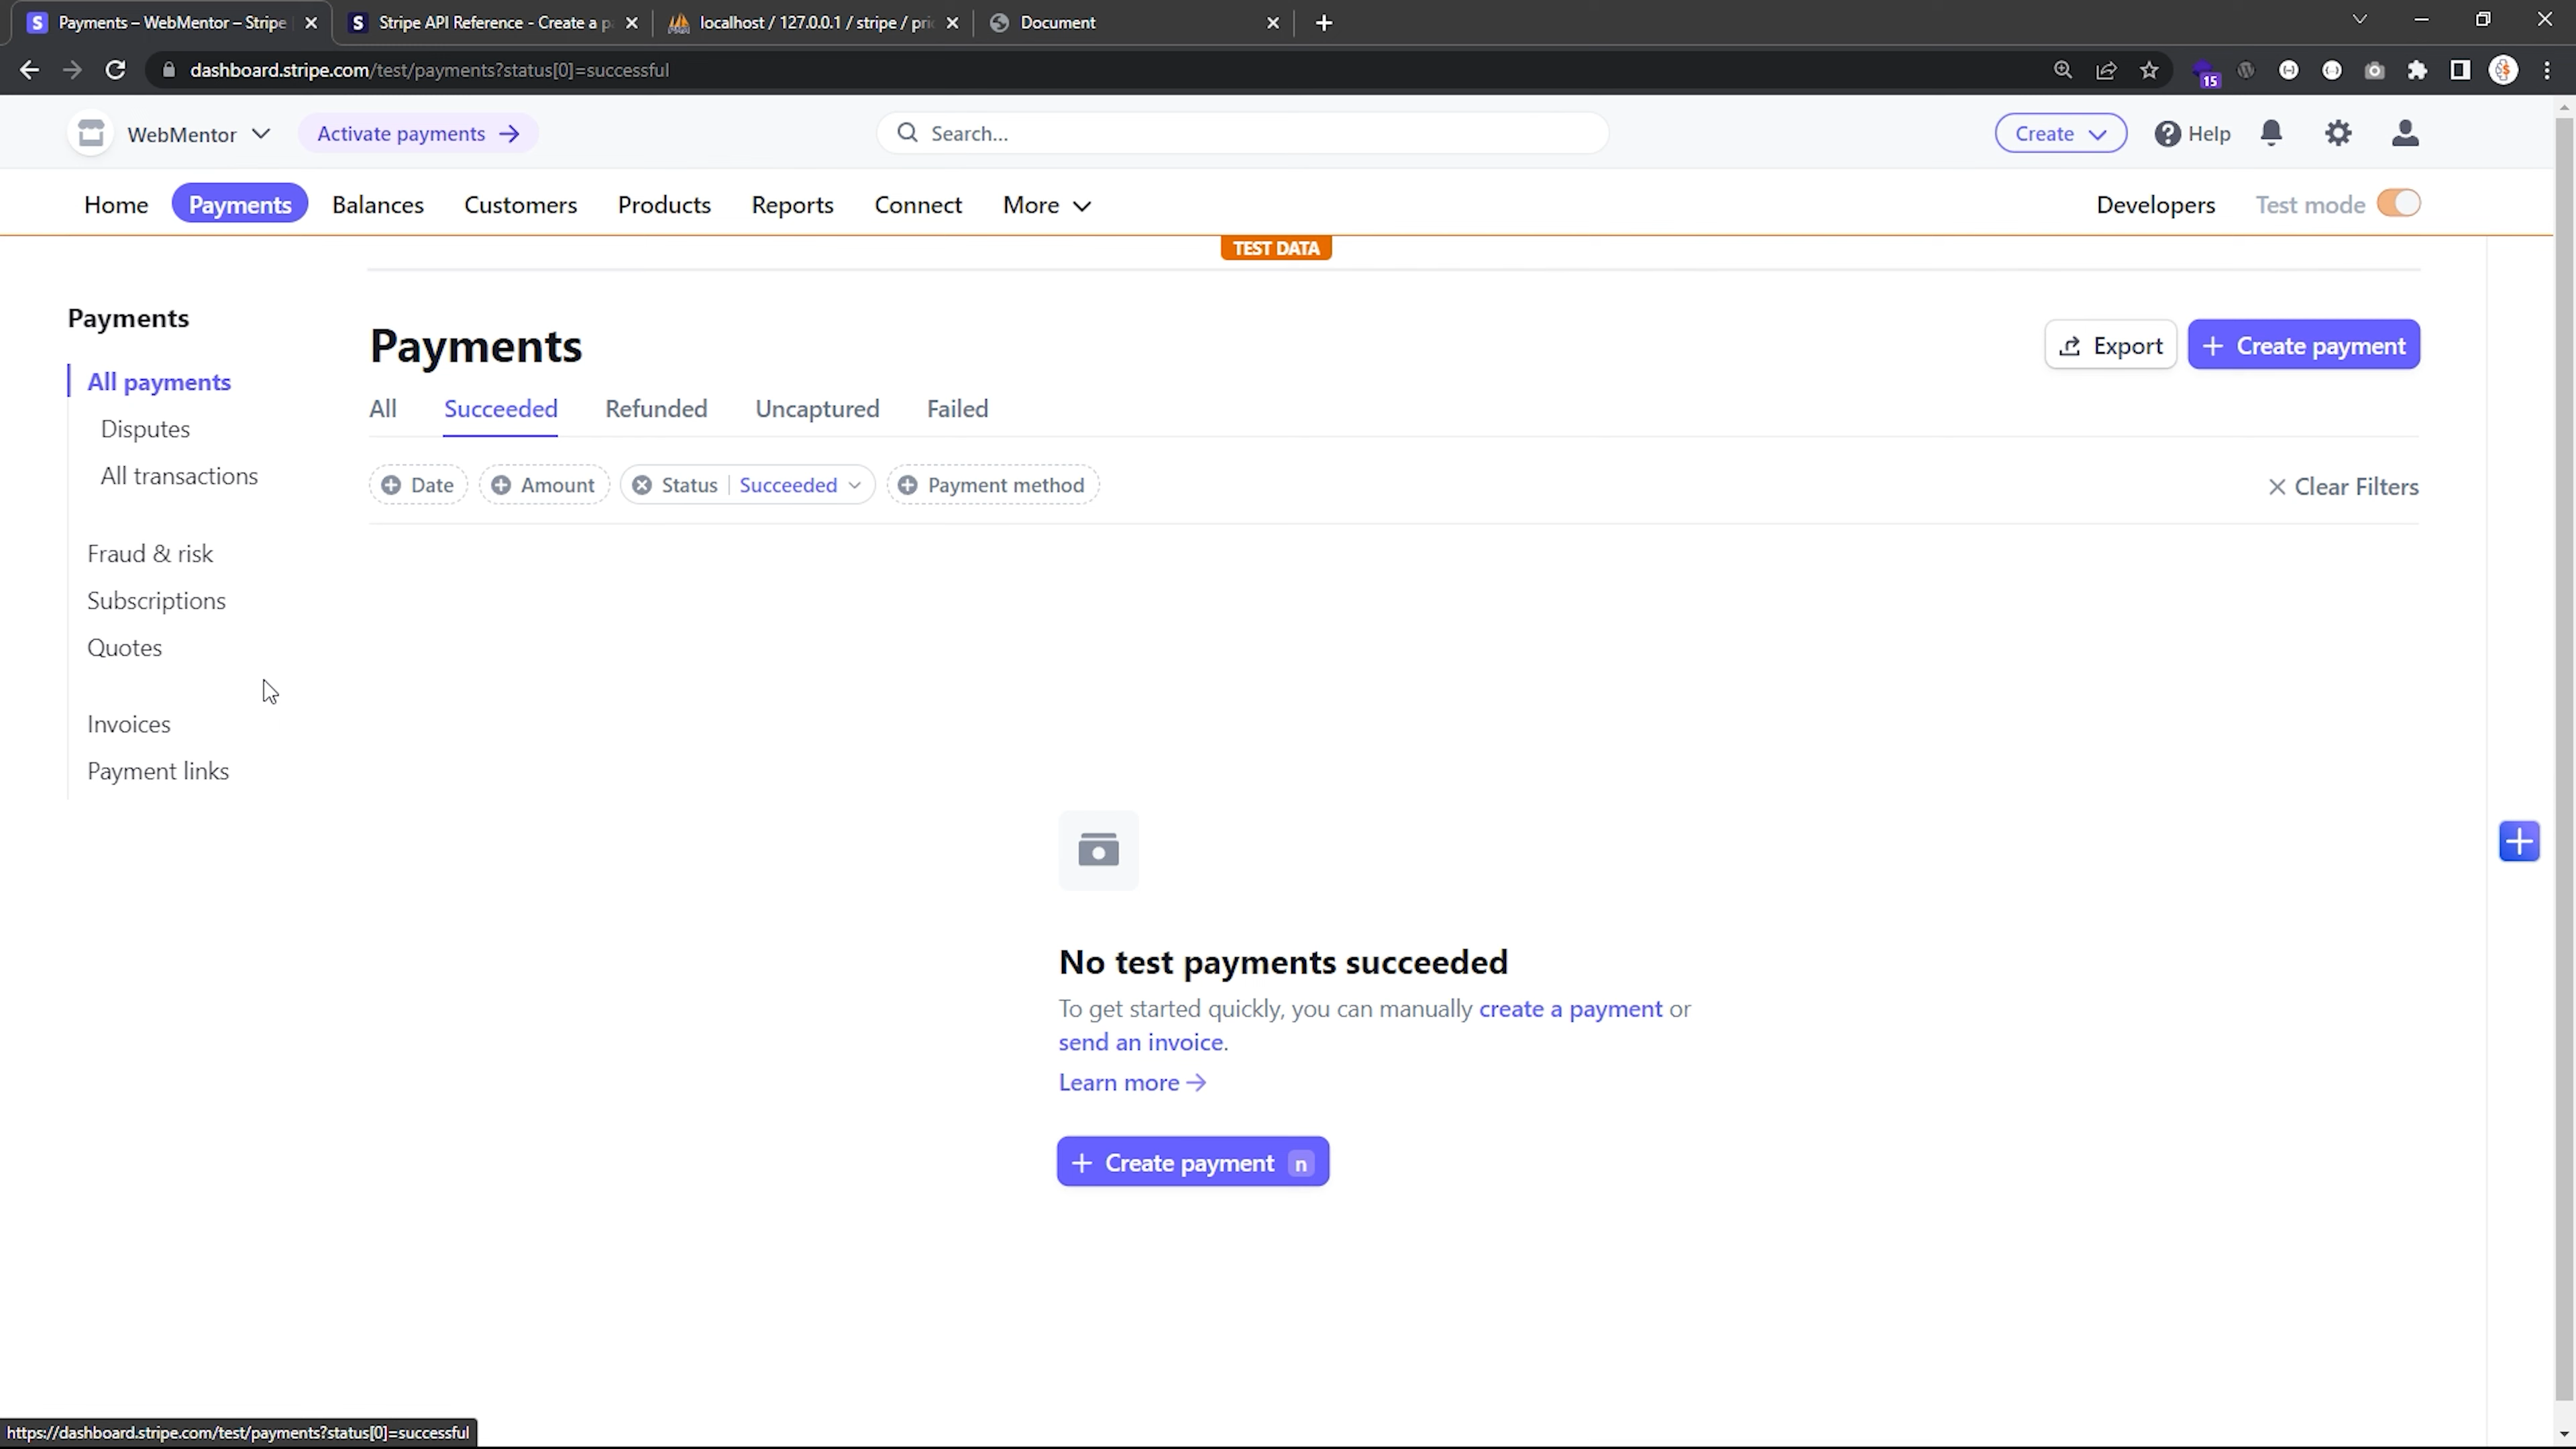 Payments – WebMentor – Stripe
Stripe API Reference - Create a p
localhost / 127.0.0.1 / stripe / pri
Document
dashboard.stripe.com/test/payments?status[0]=successful
15
WebMentor
Activate payments
Search...
Create
Help
Home
Payments
Balances
Customers
Products
Reports
Connect
More
Developers
Test mode
TEST DATA
Payments
All payments
Disputes
All transactions
Fraud & risk
Subscriptions
Quotes
Invoices
Payment links
Payments
Export
Create payment
All
Succeeded
Refunded
Uncaptured
Failed
Date
Amount
Status
Succeeded
Payment method
Clear Filters
No test payments succeeded
To get started quickly, you can manually create a payment or
send an invoice.
Learn more
Create payment n
https://dashboard.stripe.com/test/payments?status[0]=successful